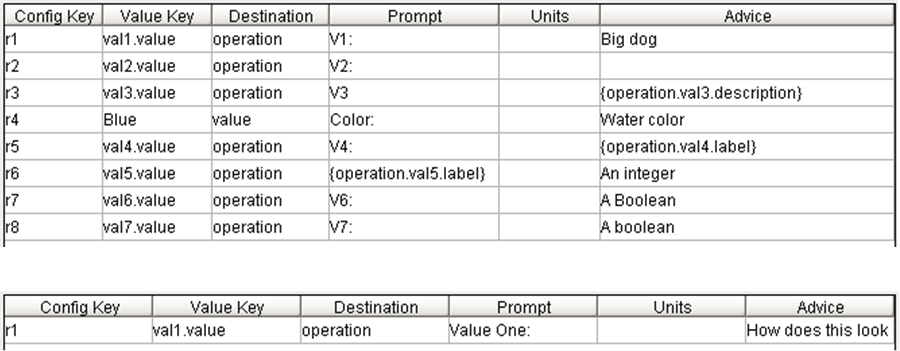 Config Key Value Key Destination Prompt Units Advice
r1 val1.value operation V1: Big dog
r2 val2.value operation V2:
r3 val3.value operation V3 {operation.val3.description}
r4 Blue value Color: Water color
r5 val4.value operation V4: {operation.val4.label}
r6 val5.value operation {operation.val5.label} An integer
r7 val6.value operation V6: A Boolean
r8 val7.value operation V7: A boolean
Config Key Value Key Destination Prompt Units Advice
r1 val1.value operation Value One: How does this look